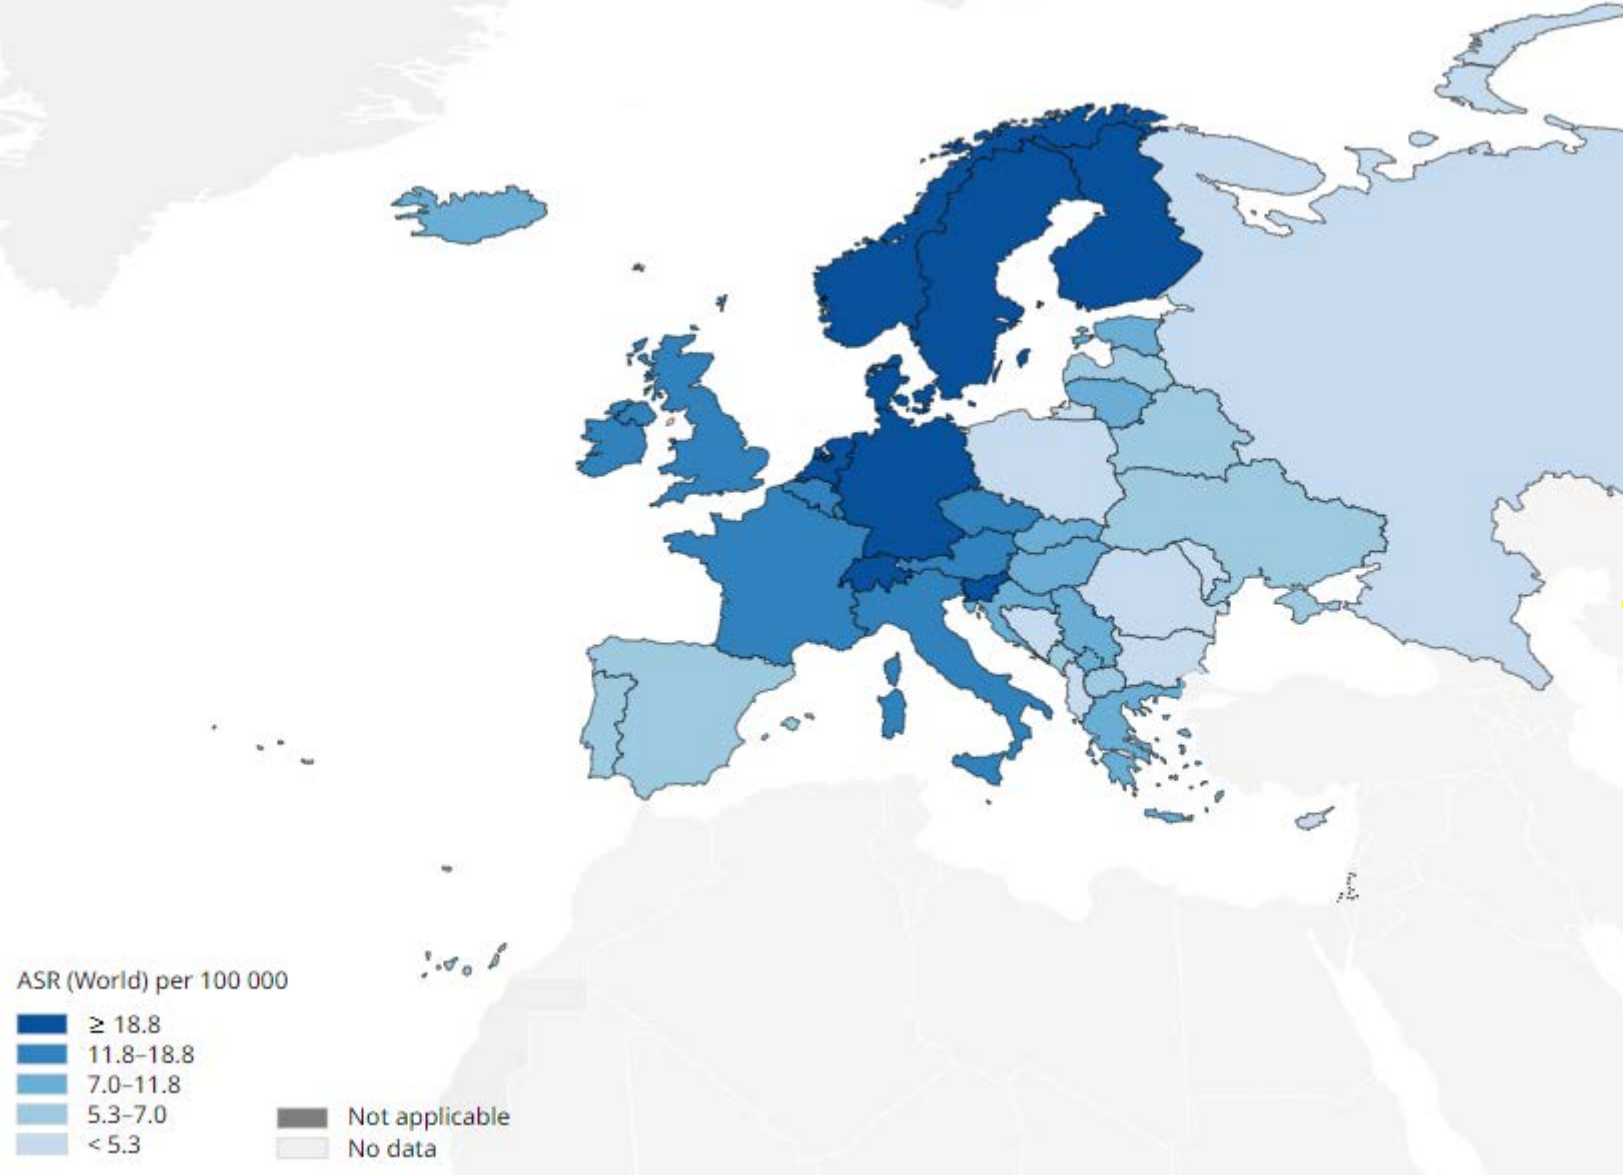 ASR (World) per 100 000
≥ 18.8
11.8–18.8
7.0–11.8
5.3–7.0
< 5.3
Not applicable
No data